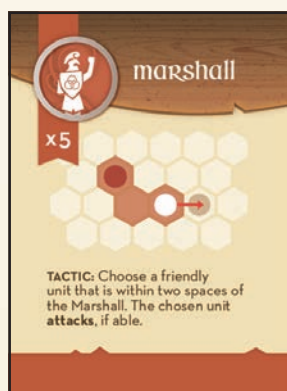 marshall
x5
TACTIC: Choose a friendly
unit that is within two spaces of
the Marshall. The chosen unit
attacks, if able.